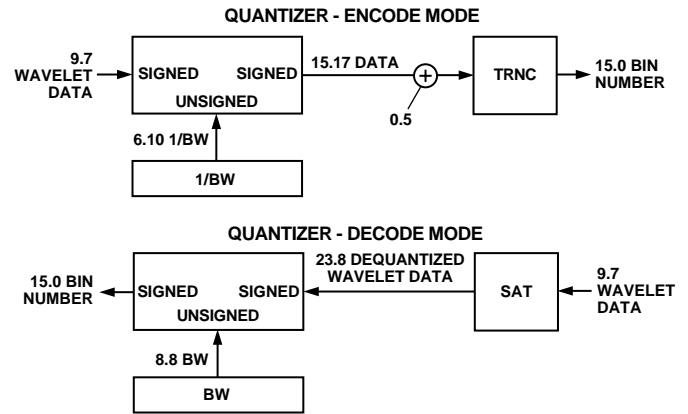 QUANTIZER - ENCODE MODE
9.7
WAVELET
DATA
SIGNED
SIGNED
UNSIGNED
15.17 DATA
+
0.5
TRNC
15.0 BIN
NUMBER
6.10 1/BW
1/BW
QUANTIZER - DECODE MODE
15.0 BIN
NUMBER
SIGNED
SIGNED
UNSIGNED
23.8 DEQUANTIZED
WAVELET DATA
SAT
9.7
WAVELET
DATA
8.8 BW
BW